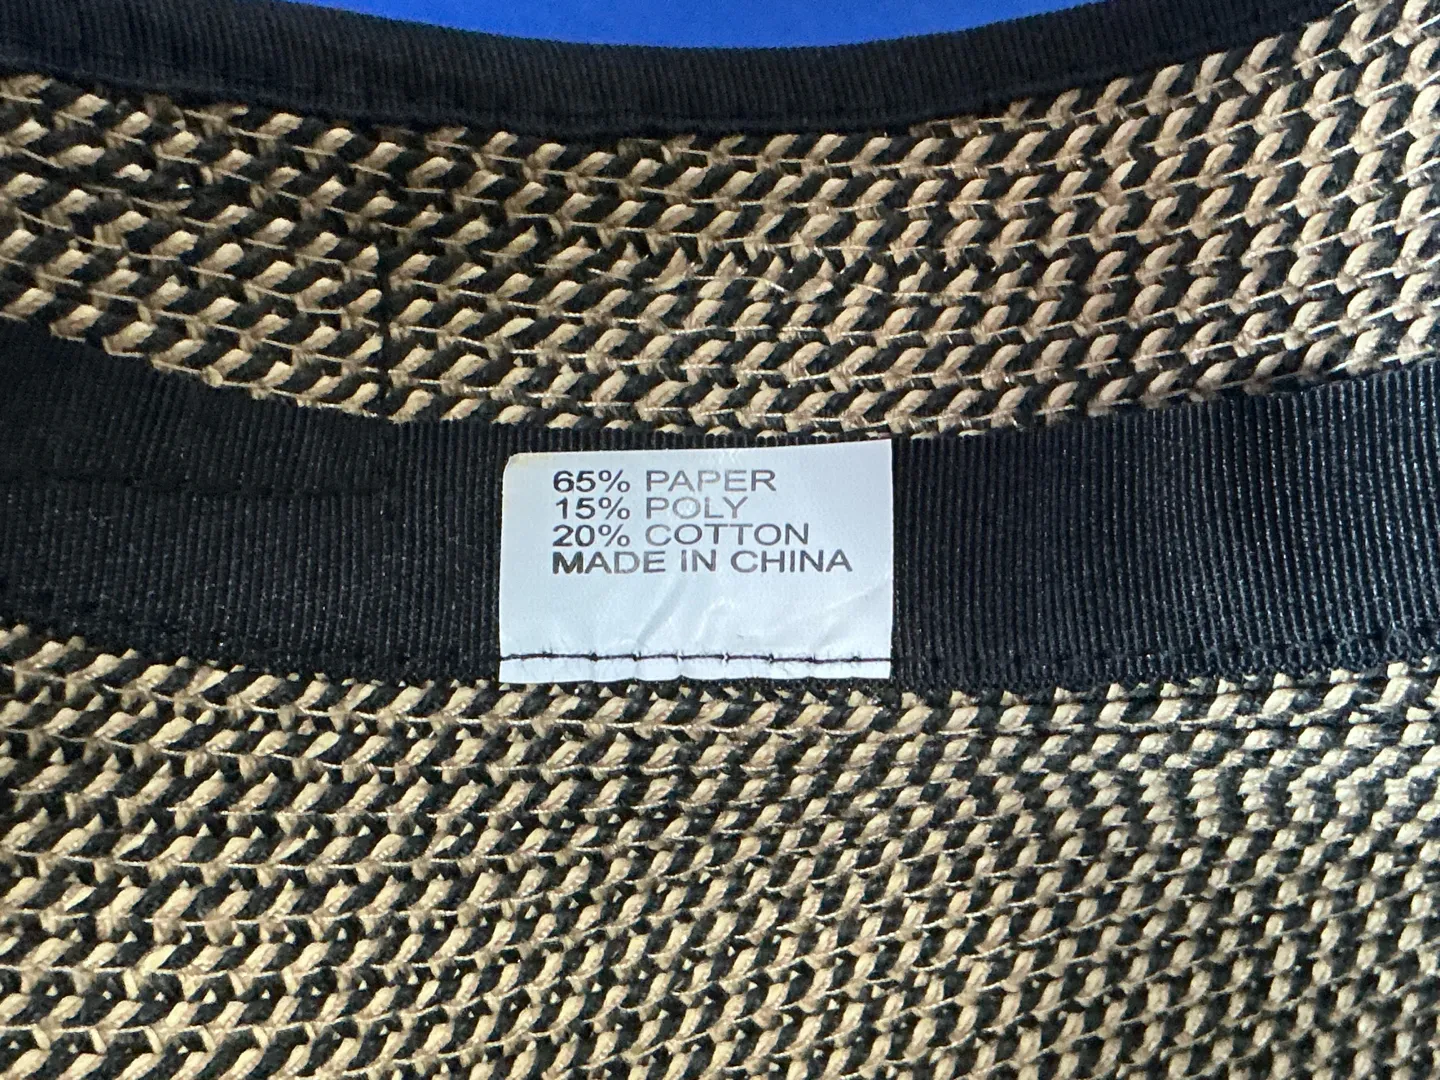 65% PAPER
15% POLY
20% COTTON
MADE IN CHINA